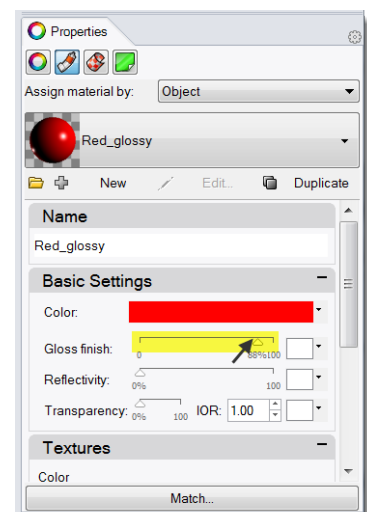 Properties
Assign material by: Object
Red_glossy
New Edit... Duplicate
Name
Red_glossy
Basic Settings
Color:
Gloss finish: 0 88% 100
Reflectivity: 0% 100
Transparency: 0% 100 IOR: 1.00
Textures
Color
Match...